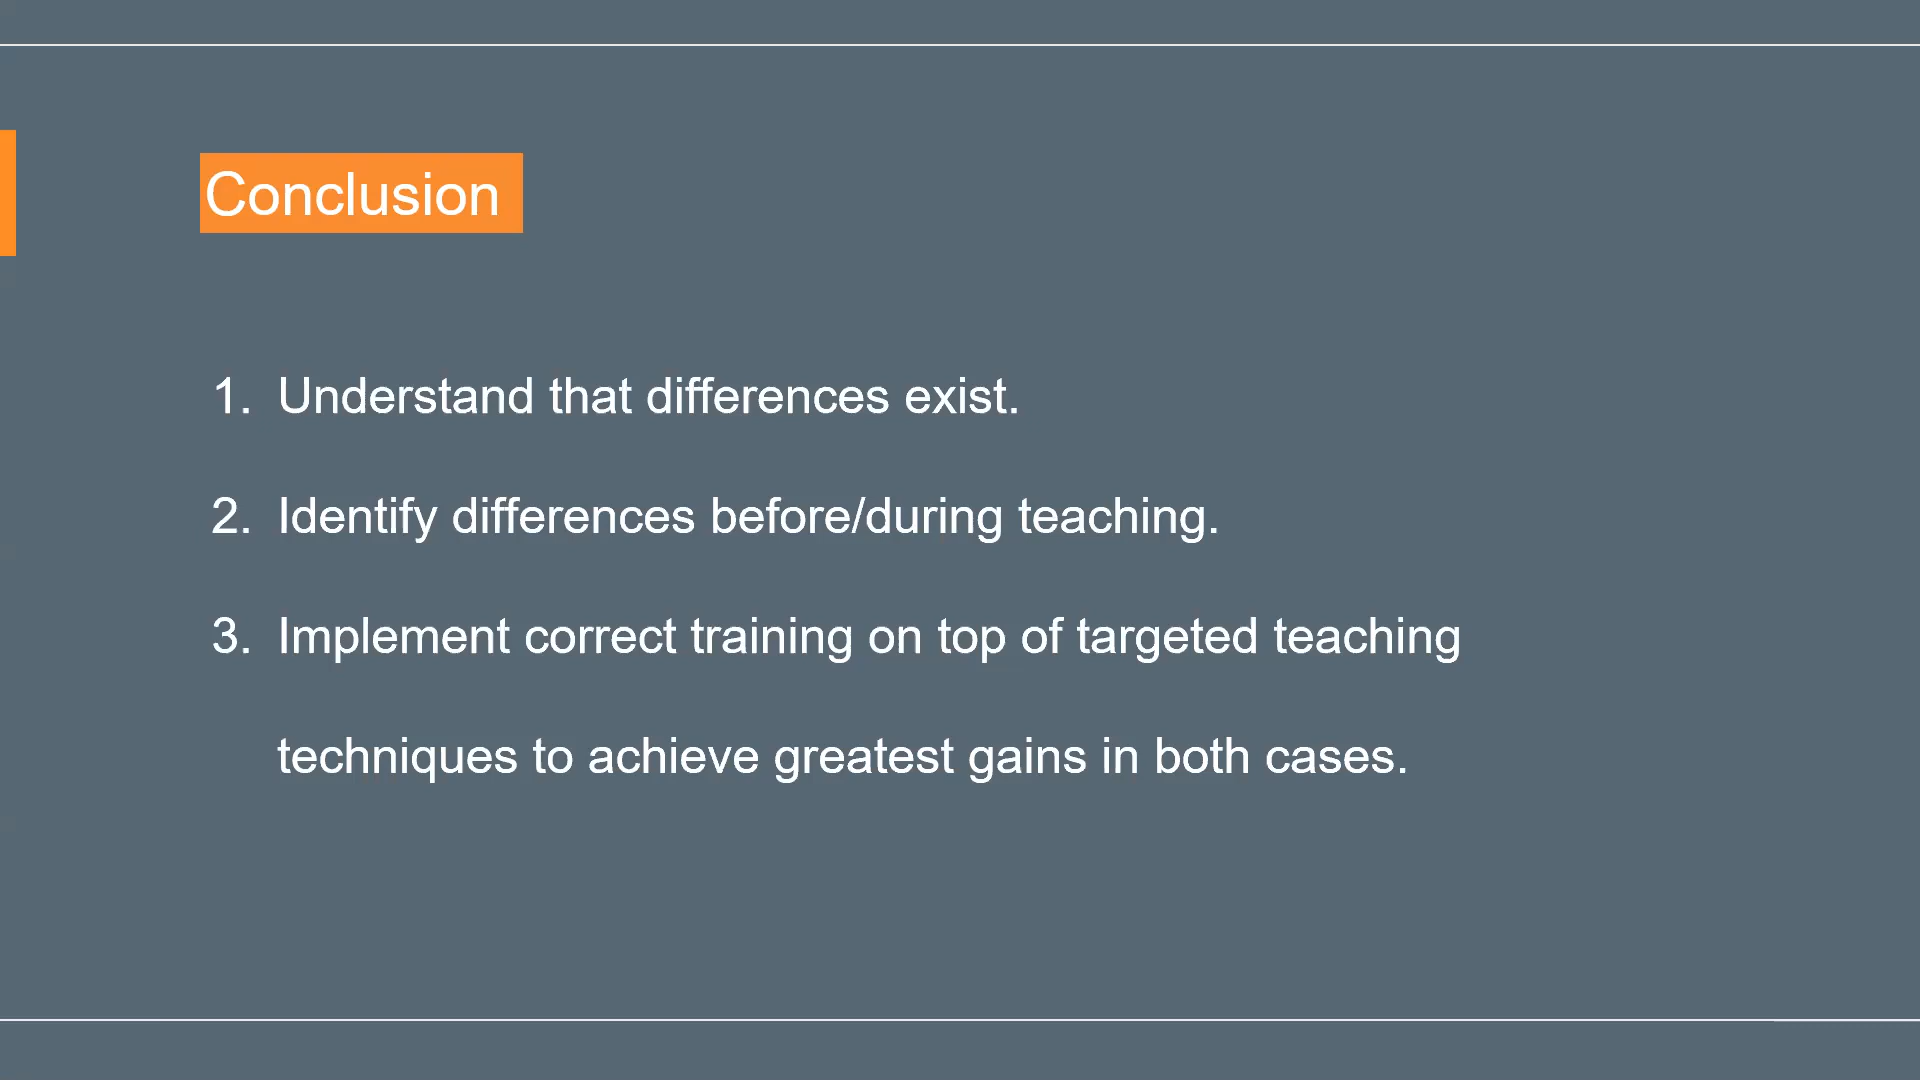 Conclusion
1. Understand that differences exist.
2. Identify differences before/during teaching.
3. Implement correct training on top of targeted teaching
techniques to achieve greatest gains in both cases.